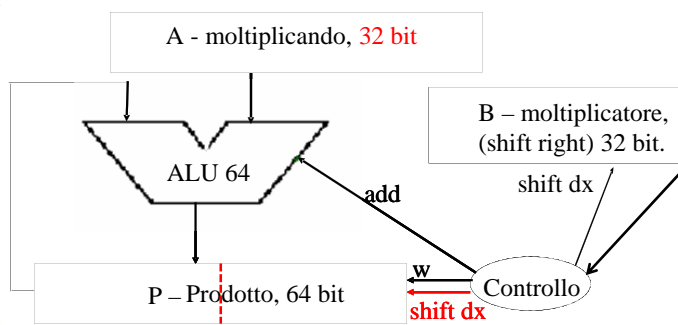 A - moltiplicando, 32 bit
B – moltiplicatore,
(shift right) 32 bit.
ALU 64
shift dx
add
w
P – Prodotto, 64 bit
Controllo
shift dx